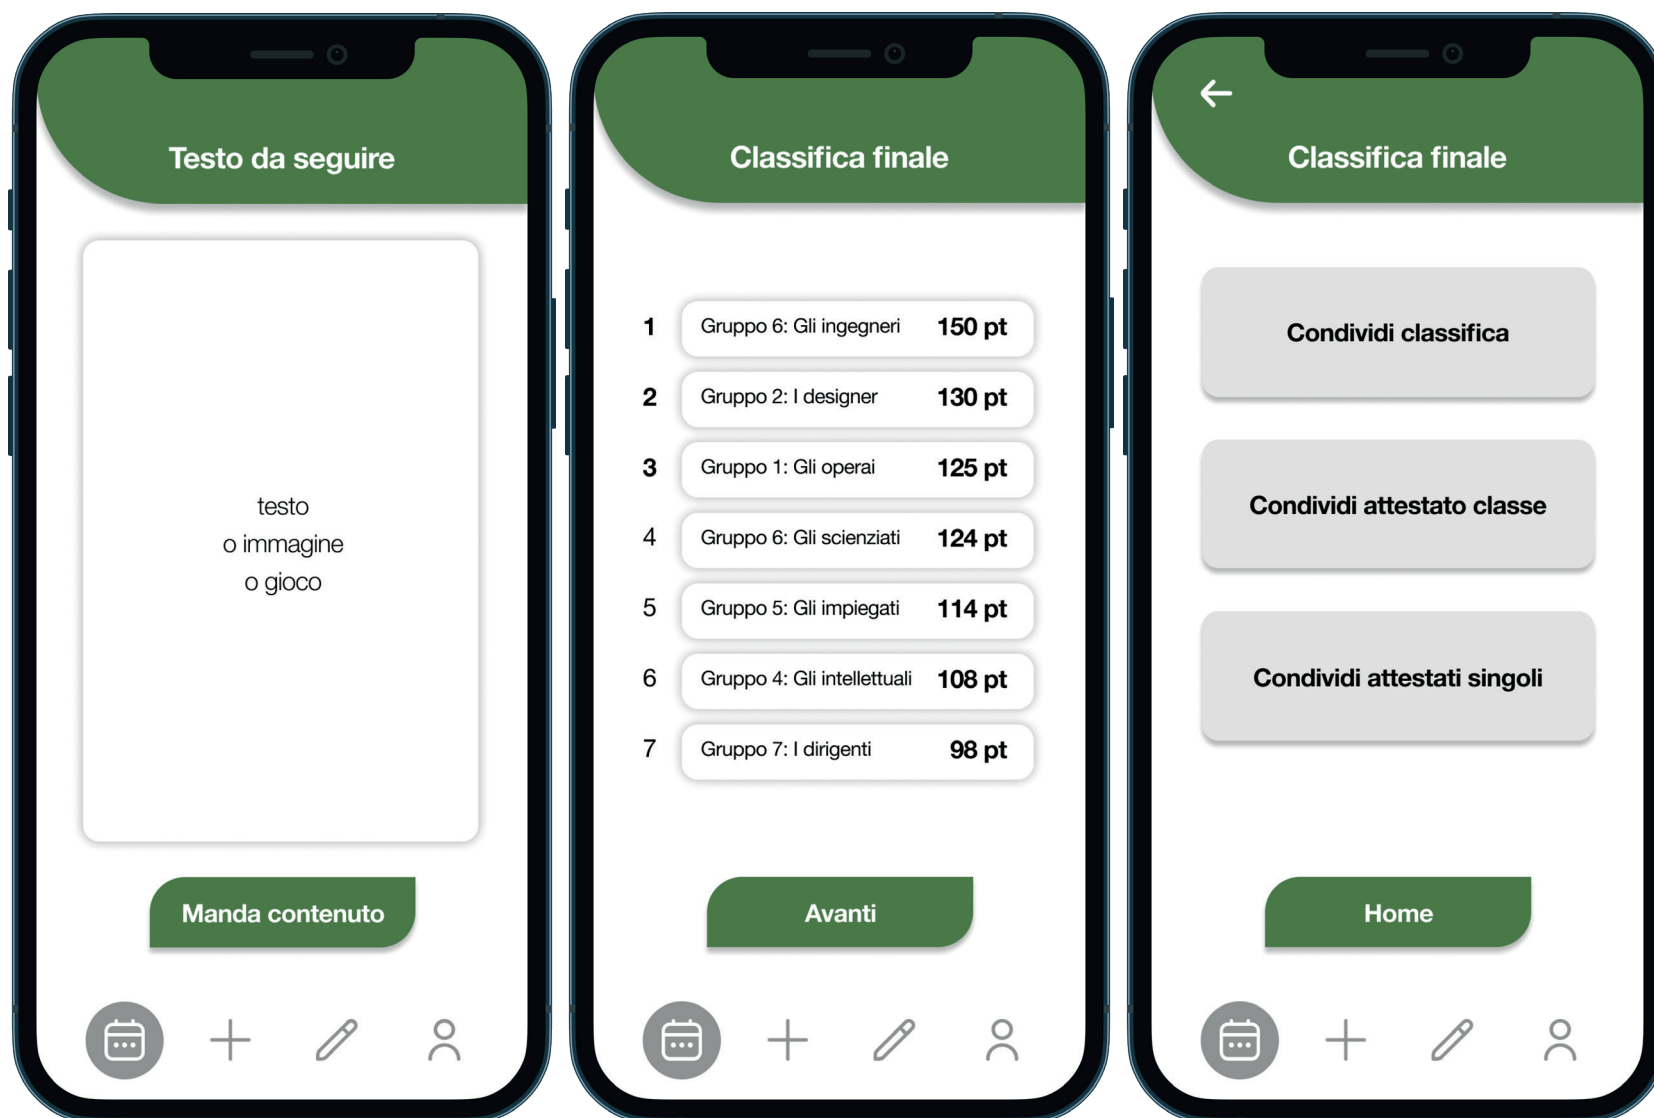 Testo da seguire
testo
o immagine
o gioco
Manda contenuto
Classifica finale
1 Gruppo 6: Gli ingegneri 150 pt
2 Gruppo 2: I designer 130 pt
3 Gruppo 1: Gli operai 125 pt
4 Gruppo 6: Gli scienziati 124 pt
5 Gruppo 5: Gli impiegati 114 pt
6 Gruppo 4: Gli intellettuali 108 pt
7 Gruppo 7: I dirigenti 98 pt
Avanti
Classifica finale
Condividi classifica
Condividi attestato classe
Condividi attestati singoli
Home